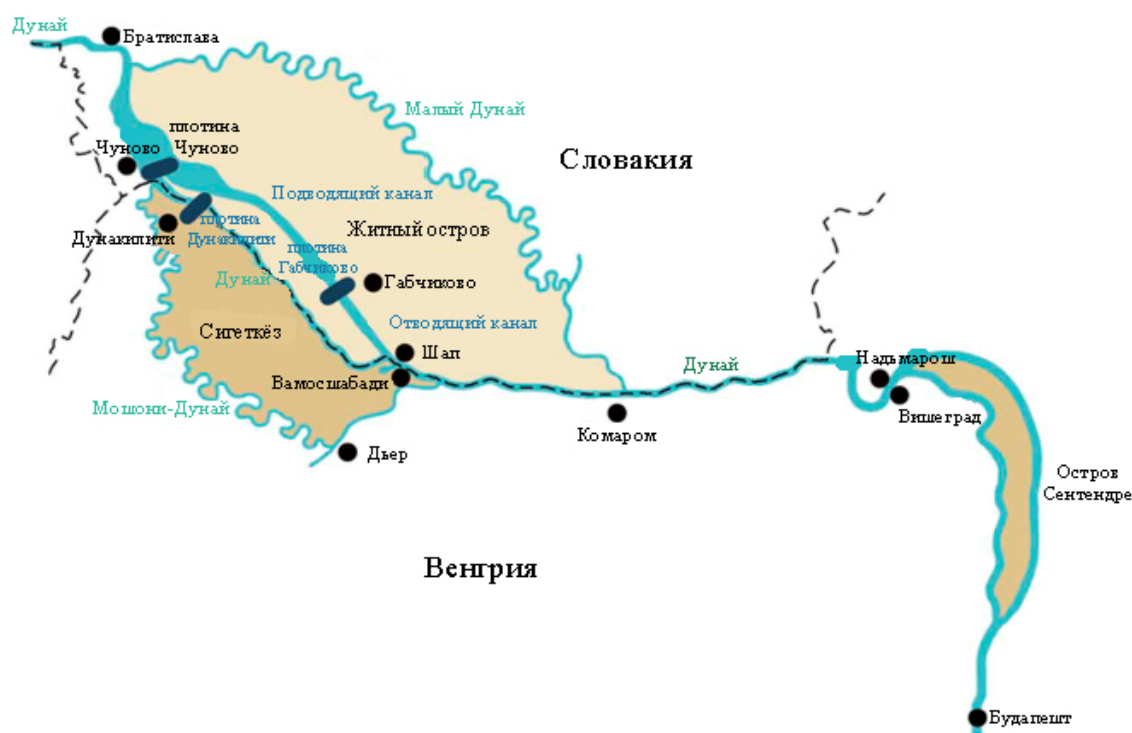 Дунай
Братислава
Малый Дунай
плотина
Чуново
Чуново
Словакия
Подводящий канал
плотина
Дунакилити
Дунакилити
Житный остров
плотина
Габчиково
Дунай
Габчиково
Сигеткёз
Отводящий канал
Шап
Вамосшабади
Дунай
Надьмарош
Вишеград
Мошони-Дунай
Комаром
Дьер
Остров
Сентендре
Венгрия
Будапешт